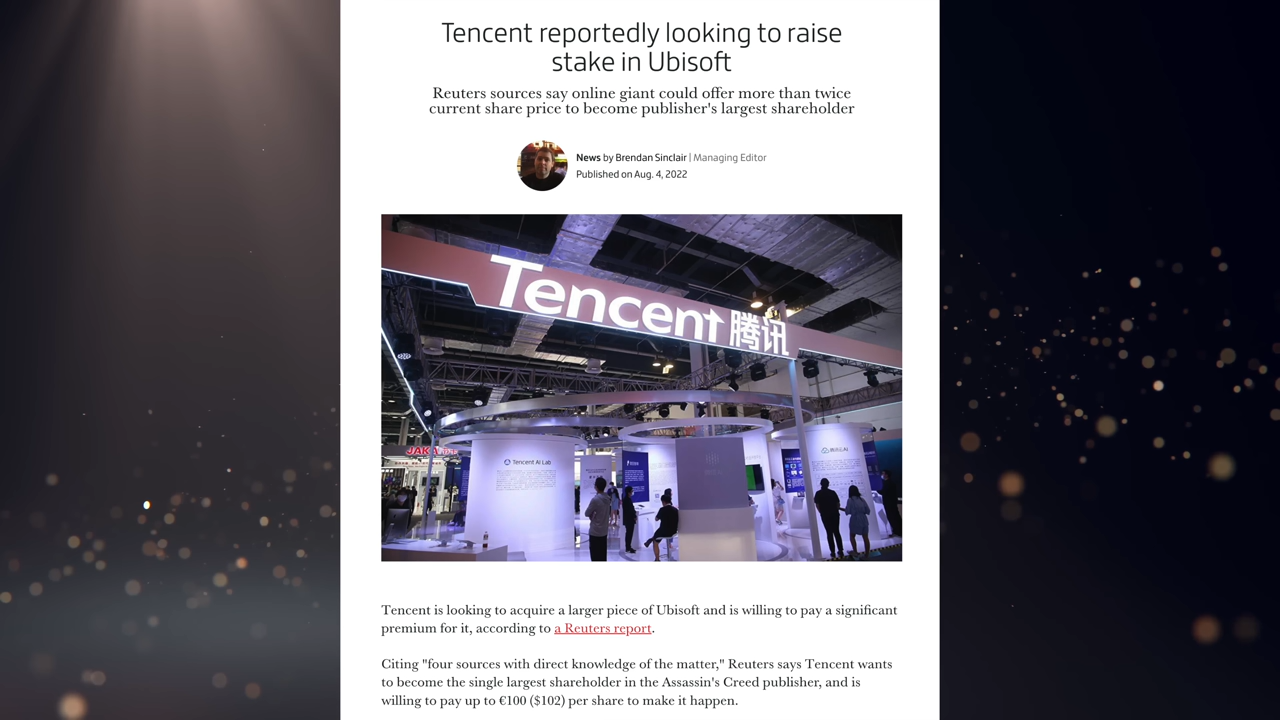 Tencent reportedly looking to raise
stake in Ubisoft
Reuters sources say online giant could offer more than twice
current share price to become publisher's largest shareholder
News by Brendan Sinclair | Managing Editor
Published on Aug. 4, 2022
Tencent 腾讯
JAKA
Tencent AI Lab
Tencent is looking to acquire a larger piece of Ubisoft and is willing to pay a significant
premium for it, according to a Reuters report.
Citing "four sources with direct knowledge of the matter," Reuters says Tencent wants
to become the single largest shareholder in the Assassin's Creed publisher, and is
willing to pay up to €100 ($102) per share to make it happen.